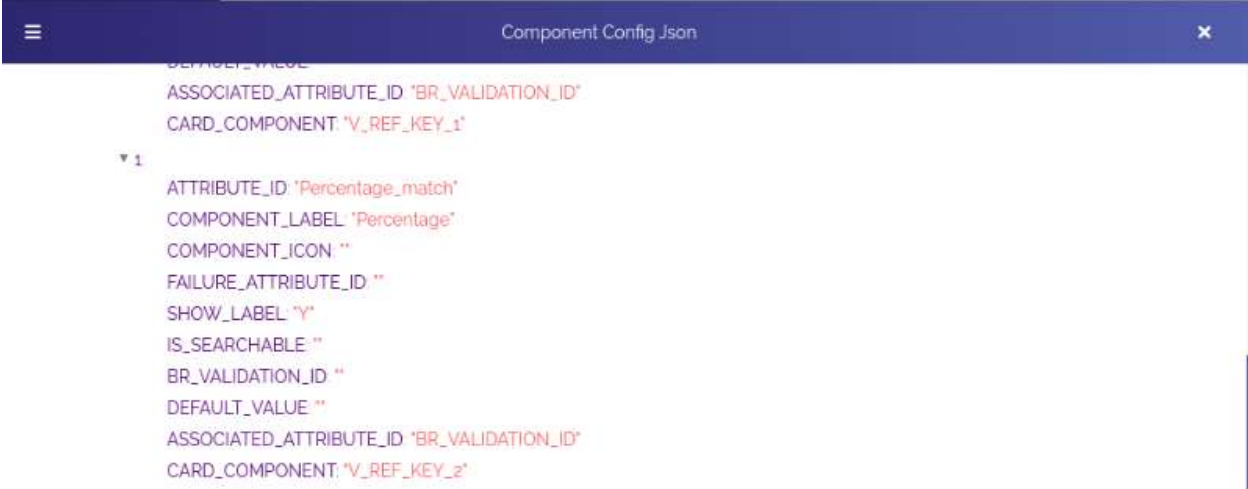 Component Config Json
DEFAULT_VALUE
ASSOCIATED_ATTRIBUTE_ID: "BR_VALIDATION_ID"
CARD_COMPONENT: "V_REF_KEY_1"
1:
ATTRIBUTE_ID: "Percentage_match"
COMPONENT_LABEL: "Percentage"
COMPONENT_ICON: ""
FAILURE_ATTRIBUTE_ID: ""
SHOW_LABEL: "Y"
IS_SEARCHABLE: ""
BR_VALIDATION_ID: ""
DEFAULT_VALUE: ""
ASSOCIATED_ATTRIBUTE_ID: "BR_VALIDATION_ID"
CARD_COMPONENT: "V_REF_KEY_2"